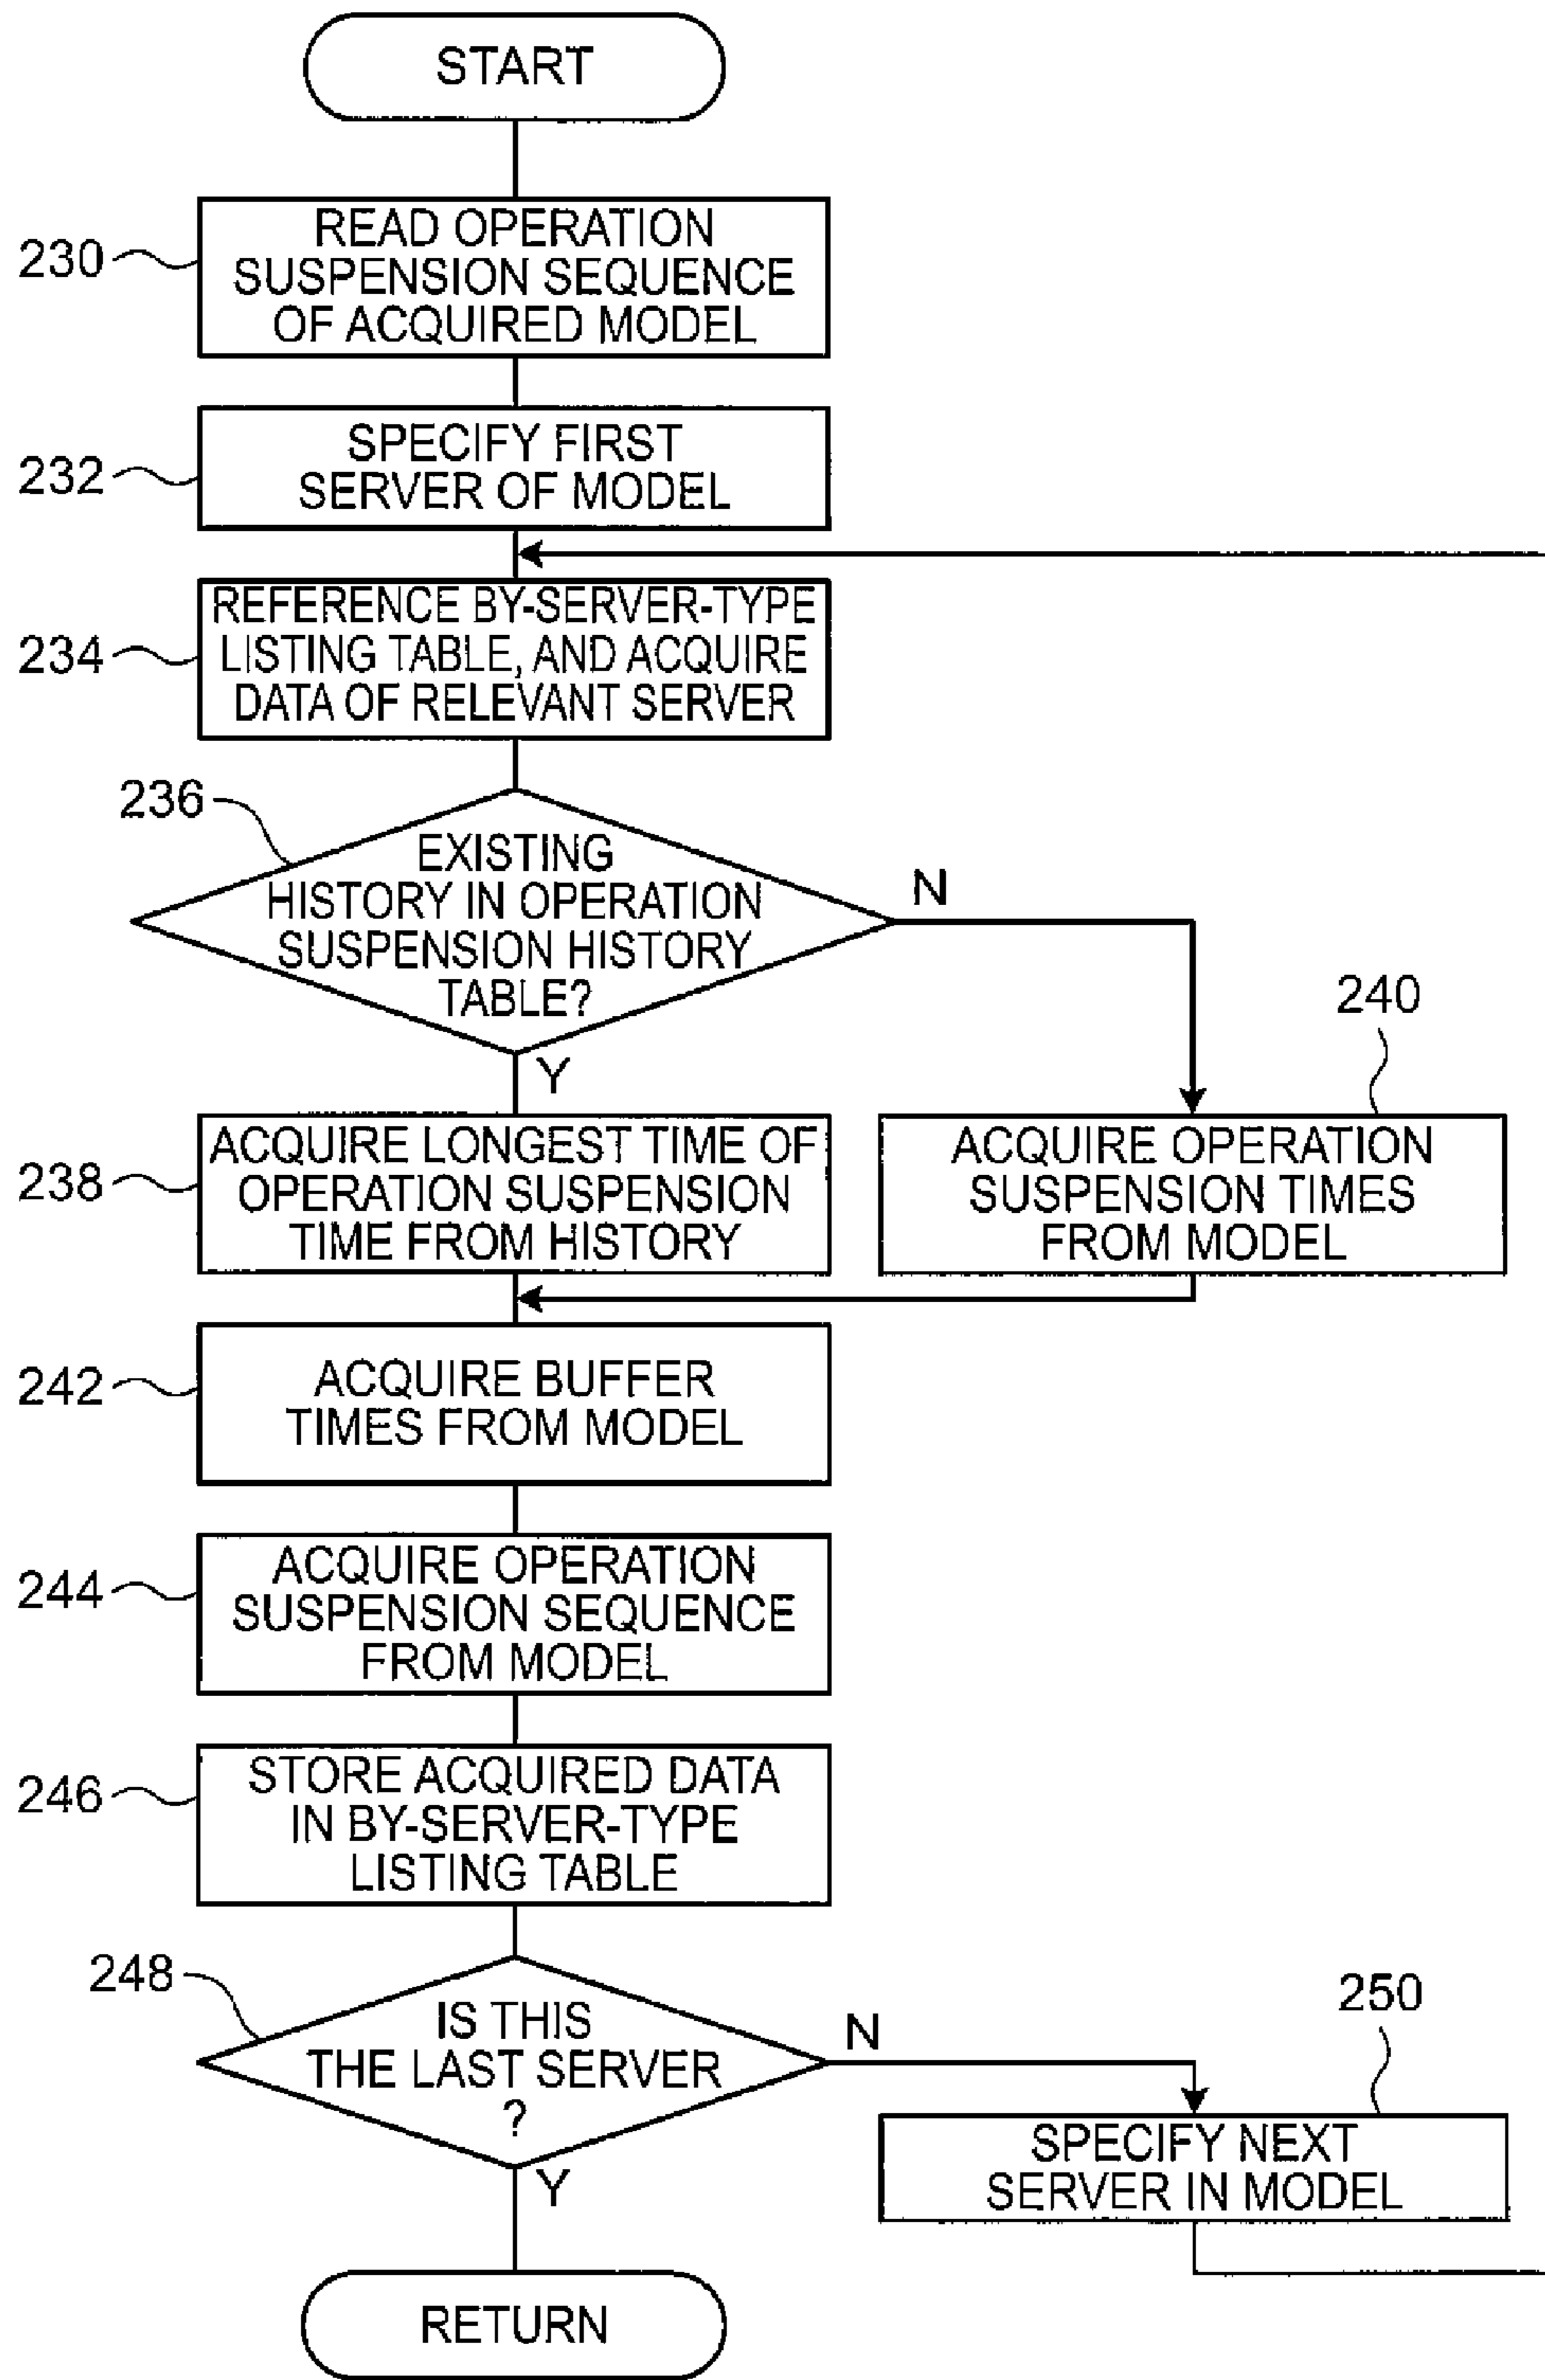 START
230
READ OPERATION
SUSPENSION SEQUENCE
OF ACQUIRED MODEL
232
SPECIFY FIRST
SERVER OF MODEL
234
REFERENCE BY-SERVER-TYPE
LISTING TABLE, AND ACQUIRE
DATA OF RELEVANT SERVER
236
EXISTING
HISTORY IN OPERATION
SUSPENSION HISTORY
TABLE?
N
Y
238
ACQUIRE LONGEST TIME OF
OPERATION SUSPENSION
TIME FROM HISTORY
240
ACQUIRE OPERATION
SUSPENSION TIMES
FROM MODEL
242
ACQUIRE BUFFER
TIMES FROM MODEL
244
ACQUIRE OPERATION
SUSPENSION SEQUENCE
FROM MODEL
246
STORE ACQUIRED DATA
IN BY-SERVER-TYPE
LISTING TABLE
248
IS THIS
THE LAST SERVER
?
N
Y
250
SPECIFY NEXT
SERVER IN MODEL
RETURN